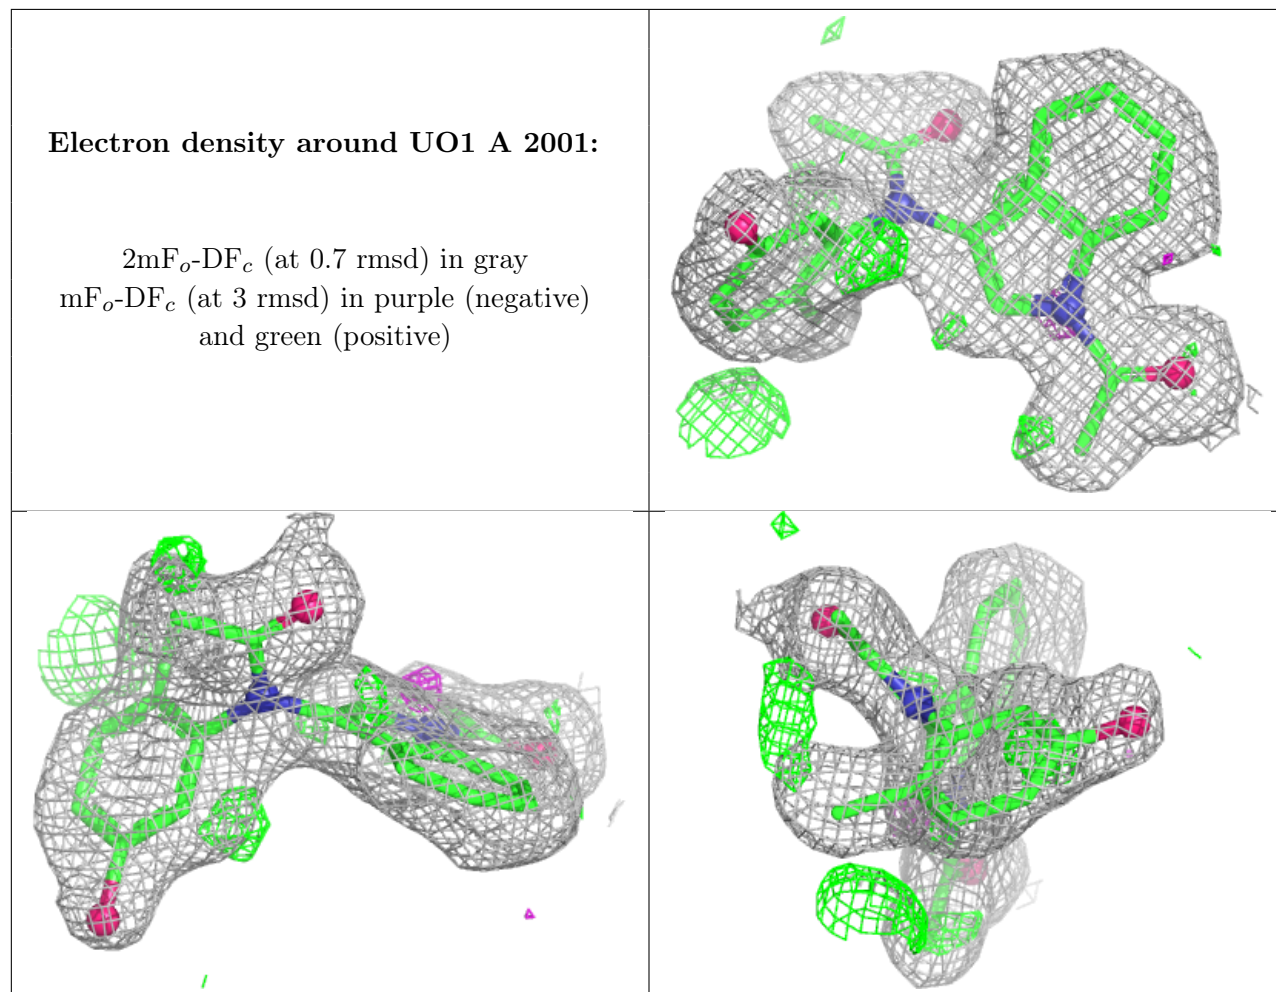 Electron density around UO1 A 2001:
2mFo-DFc (at 0.7 rmsd) in gray
mFo-DFc (at 3 rmsd) in purple (negative)
and green (positive)